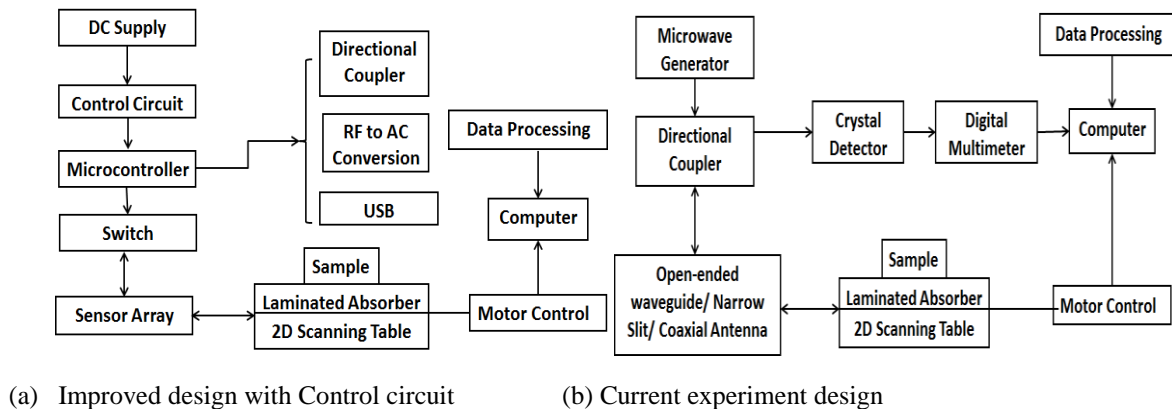 DC Supply
Control Circuit
Microcontroller
Switch
Sensor Array
Directional
Coupler
RF to AC
Conversion
USB
Data Processing
Computer
Sample
Laminated Absorber
2D Scanning Table
Motor Control
(a) Improved design with Control circuit
Microwave
Generator
Directional
Coupler
Open-ended
waveguide/ Narrow
Slit/ Coaxial Antenna
Crystal
Detector
Digital
Multimeter
Data Processing
Computer
Sample
Laminated Absorber
2D Scanning Table
Motor Control
(b) Current experiment design